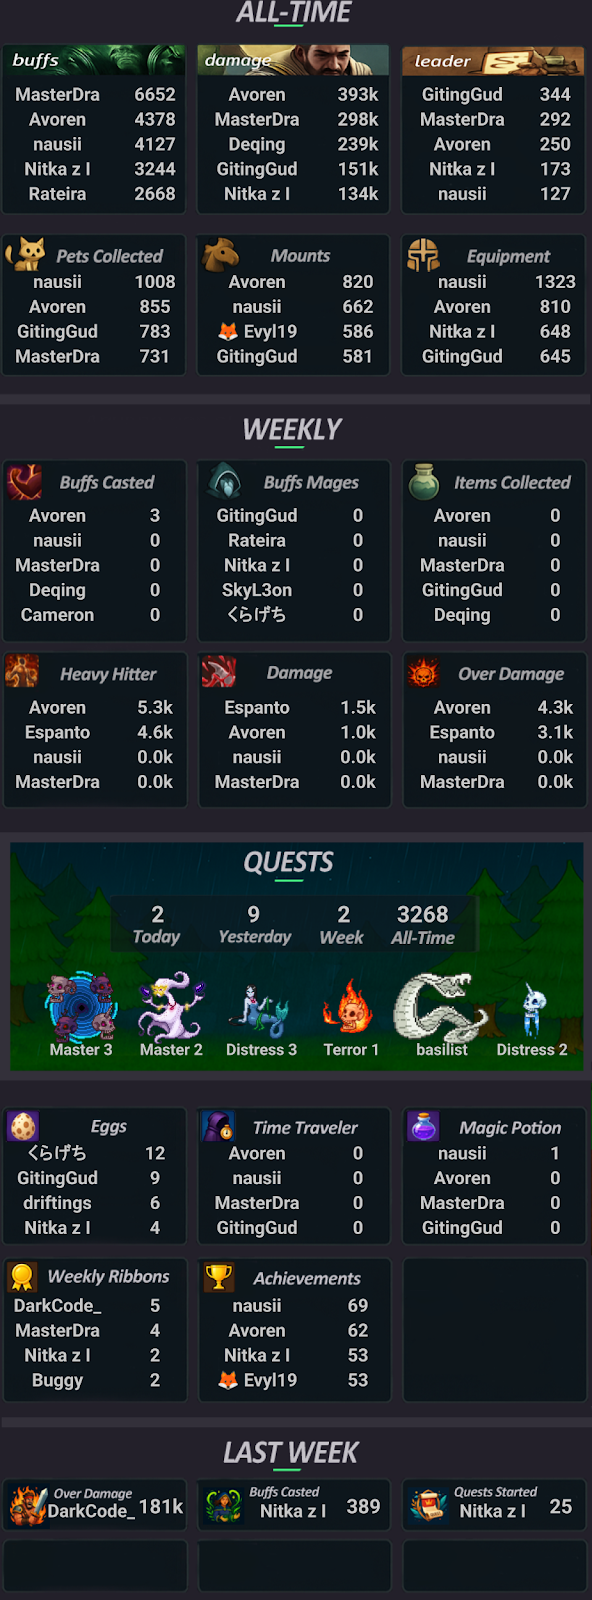 ALL-TIME
buffs
MasterDra 6652
Avoren 4378
nausii 4127
Nitka z l 3244
Rateira 2668
damage
Avoren 393k
MasterDra 298k
Deqing 239k
GitingGud 151k
Nitka z l 134k
leader
GitingGud 344
MasterDra 292
Avoren 250
Nitka z l 173
nausii 127
Pets Collected
nausii 1008
Avoren 855
GitingGud 783
MasterDra 731
Mounts
Avoren 820
nausii 662
🦊 Evyl19 586
GitingGud 581
Equipment
nausii 1323
Avoren 810
Nitka z l 648
GitingGud 645
WEEKLY
Buffs Casted
Avoren 3
nausii 0
MasterDra 0
Deqing 0
Cameron 0
Buffs Mages
GitingGud 0
Rateira 0
Nitka z l 0
SkyL3on 0
くらげち 0
Items Collected
Avoren 0
nausii 0
MasterDra 0
GitingGud 0
Deqing 0
Heavy Hitter
Avoren 5.3k
Espanto 4.6k
nausii 0.0k
MasterDra 0.0k
Damage
Espanto 1.5k
Avoren 1.0k
nausii 0.0k
MasterDra 0.0k
Over Damage
Avoren 4.3k
Espanto 3.1k
nausii 0.0k
MasterDra 0.0k
QUESTS
2 9 2 3268
Today Yesterday Week All-Time
Master 3 Master 2 Distress 3 Terror 1 basilist Distress 2
Eggs
くらげち 12
GitingGud 9
driftings 6
Nitka z l 4
Time Traveler
Avoren 0
nausii 0
MasterDra 0
GitingGud 0
Magic Potion
nausii 1
Avoren 0
MasterDra 0
GitingGud 0
Weekly Ribbons
DarkCode_ 5
MasterDra 4
Nitka z l 2
Buggy 2
Achievements
nausii 69
Avoren 62
Nitka z l 53
🦊 Evyl19 53
LAST WEEK
Over Damage
DarkCode_ 181k
Buffs Casted
Nitka z l 389
Quests Started
Nitka z l 25